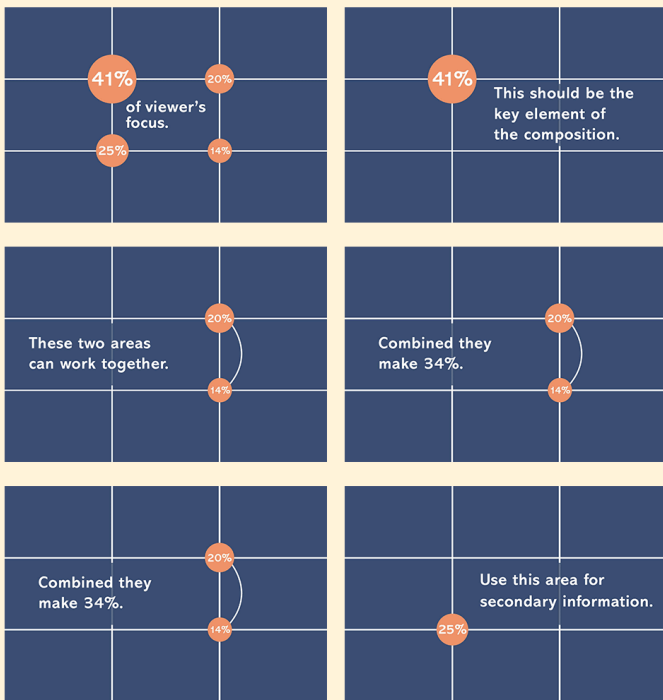 41%
20%
of viewer's
focus.
25%
14%
41%
This should be the
key element of
the composition.
20%
These two areas
can work together.
14%
20%
Combined they
make 34%.
14%
20%
Combined they
make 34%.
14%
Use this area for
secondary information.
25%